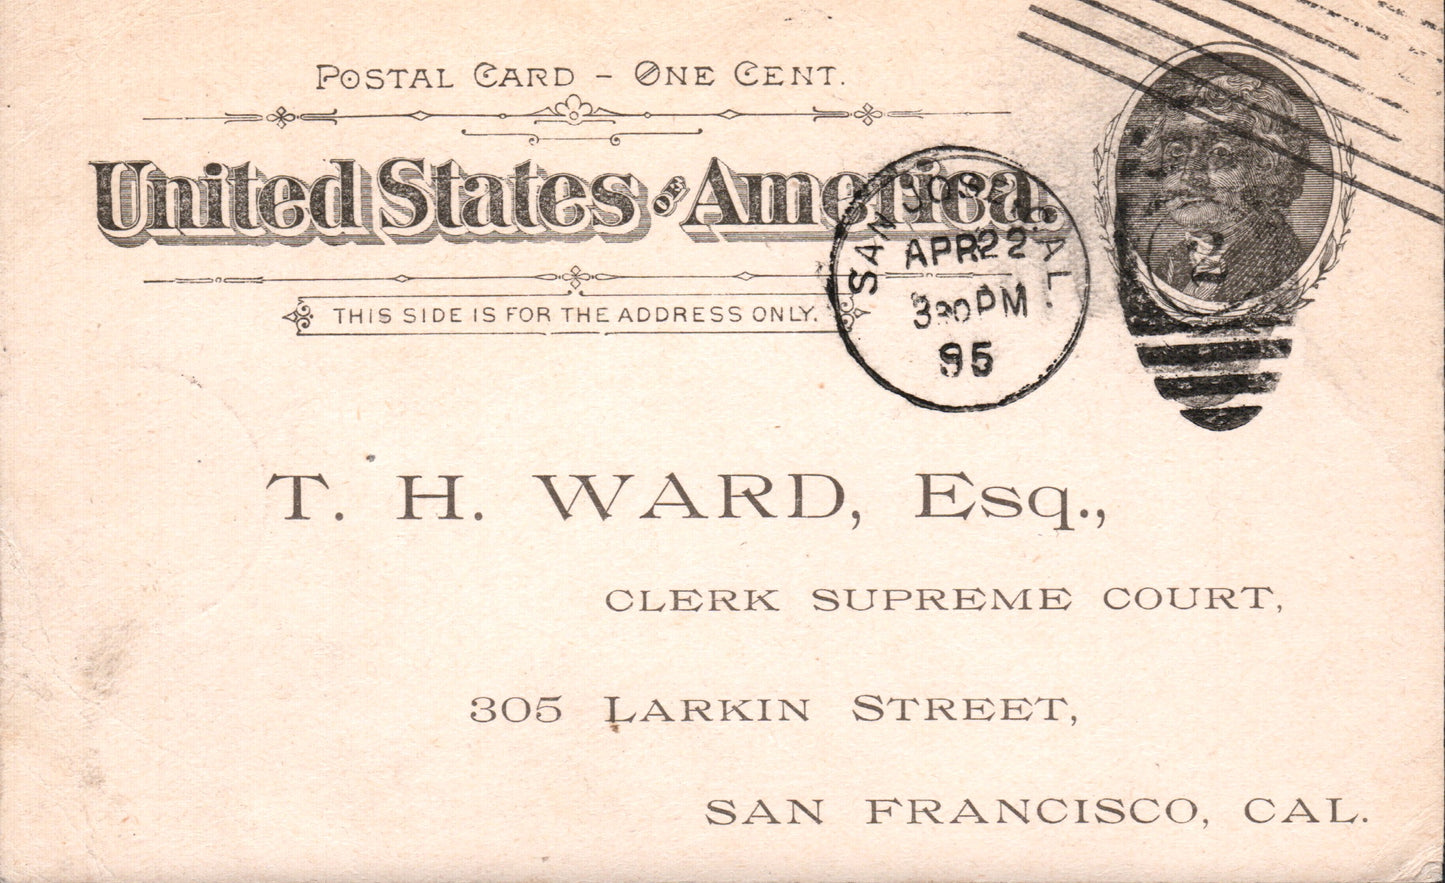 POSTAL CARD – ONE CENT.
United States OF America.
THIS SIDE IS FOR THE ADDRESS ONLY.
SAN JOSE CAL.
APR 22
330 PM
95
T. H. WARD, Esq.,
CLERK SUPREME COURT,
305 LARKIN STREET,
SAN FRANCISCO, CAL.